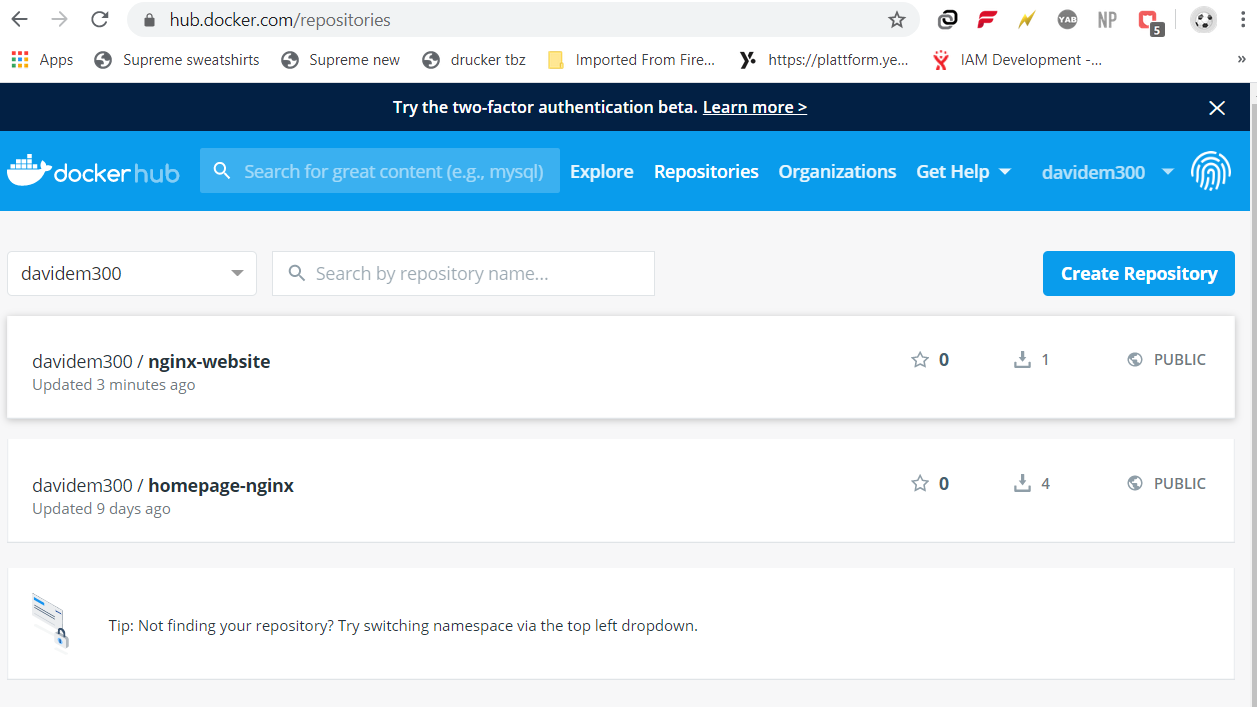 hub.docker.com/repositories
YAB
NP
5
Apps
Supreme sweatshirts
Supreme new
drucker tbz
Imported From Fire...
https://plattform.ye...
IAM Development -...
»
Try the two-factor authentication beta. Learn more >
docker hub
Search for great content (e.g., mysql)
Explore
Repositories
Organizations
Get Help
davidem300
davidem300
Search by repository name...
Create Repository
davidem300 / nginx-website
0
1
PUBLIC
Updated 3 minutes ago
davidem300 / homepage-nginx
0
4
PUBLIC
Updated 9 days ago
Tip: Not finding your repository? Try switching namespace via the top left dropdown.